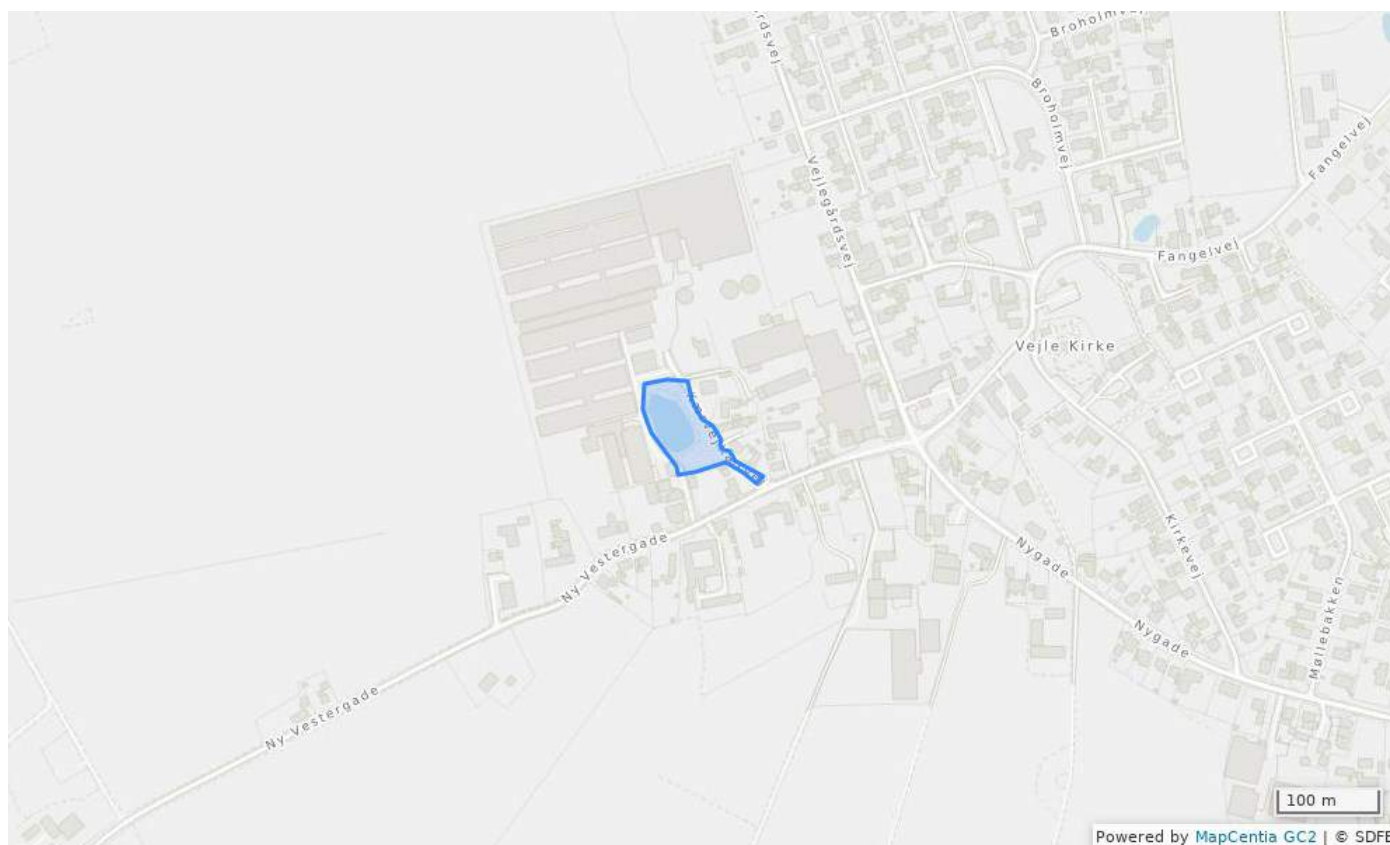 Broholmvej
Broholmvej
Fangelvej
Vejlegårdsvej
Fangelvej
Vejle Kirke
Kirkevej
Ny Vestergade
Nygade
Nygade
Møllebakken
Ny Vestergade
100 m
Powered by MapCentia GC2 | © SDFE